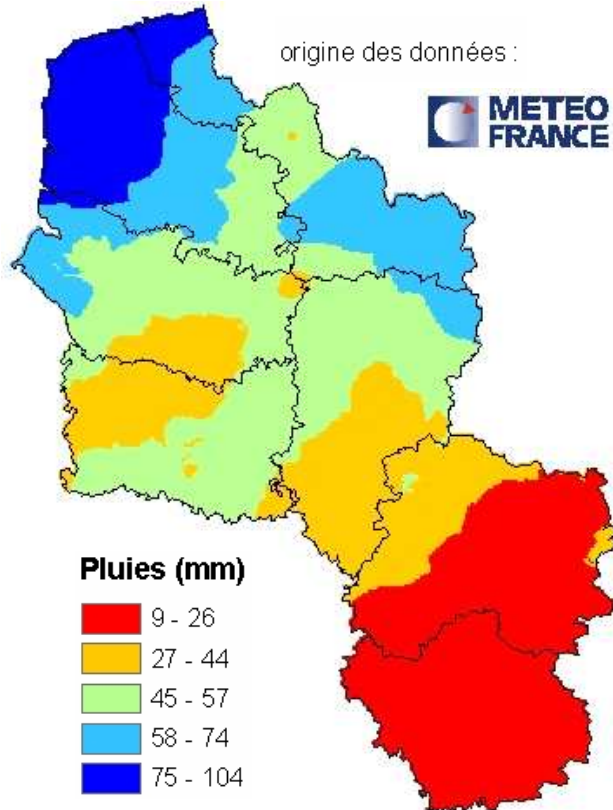 origine des données :
METEO
FRANCE
Pluies (mm)
9 - 26
27 - 44
45 - 57
58 - 74
75 - 104